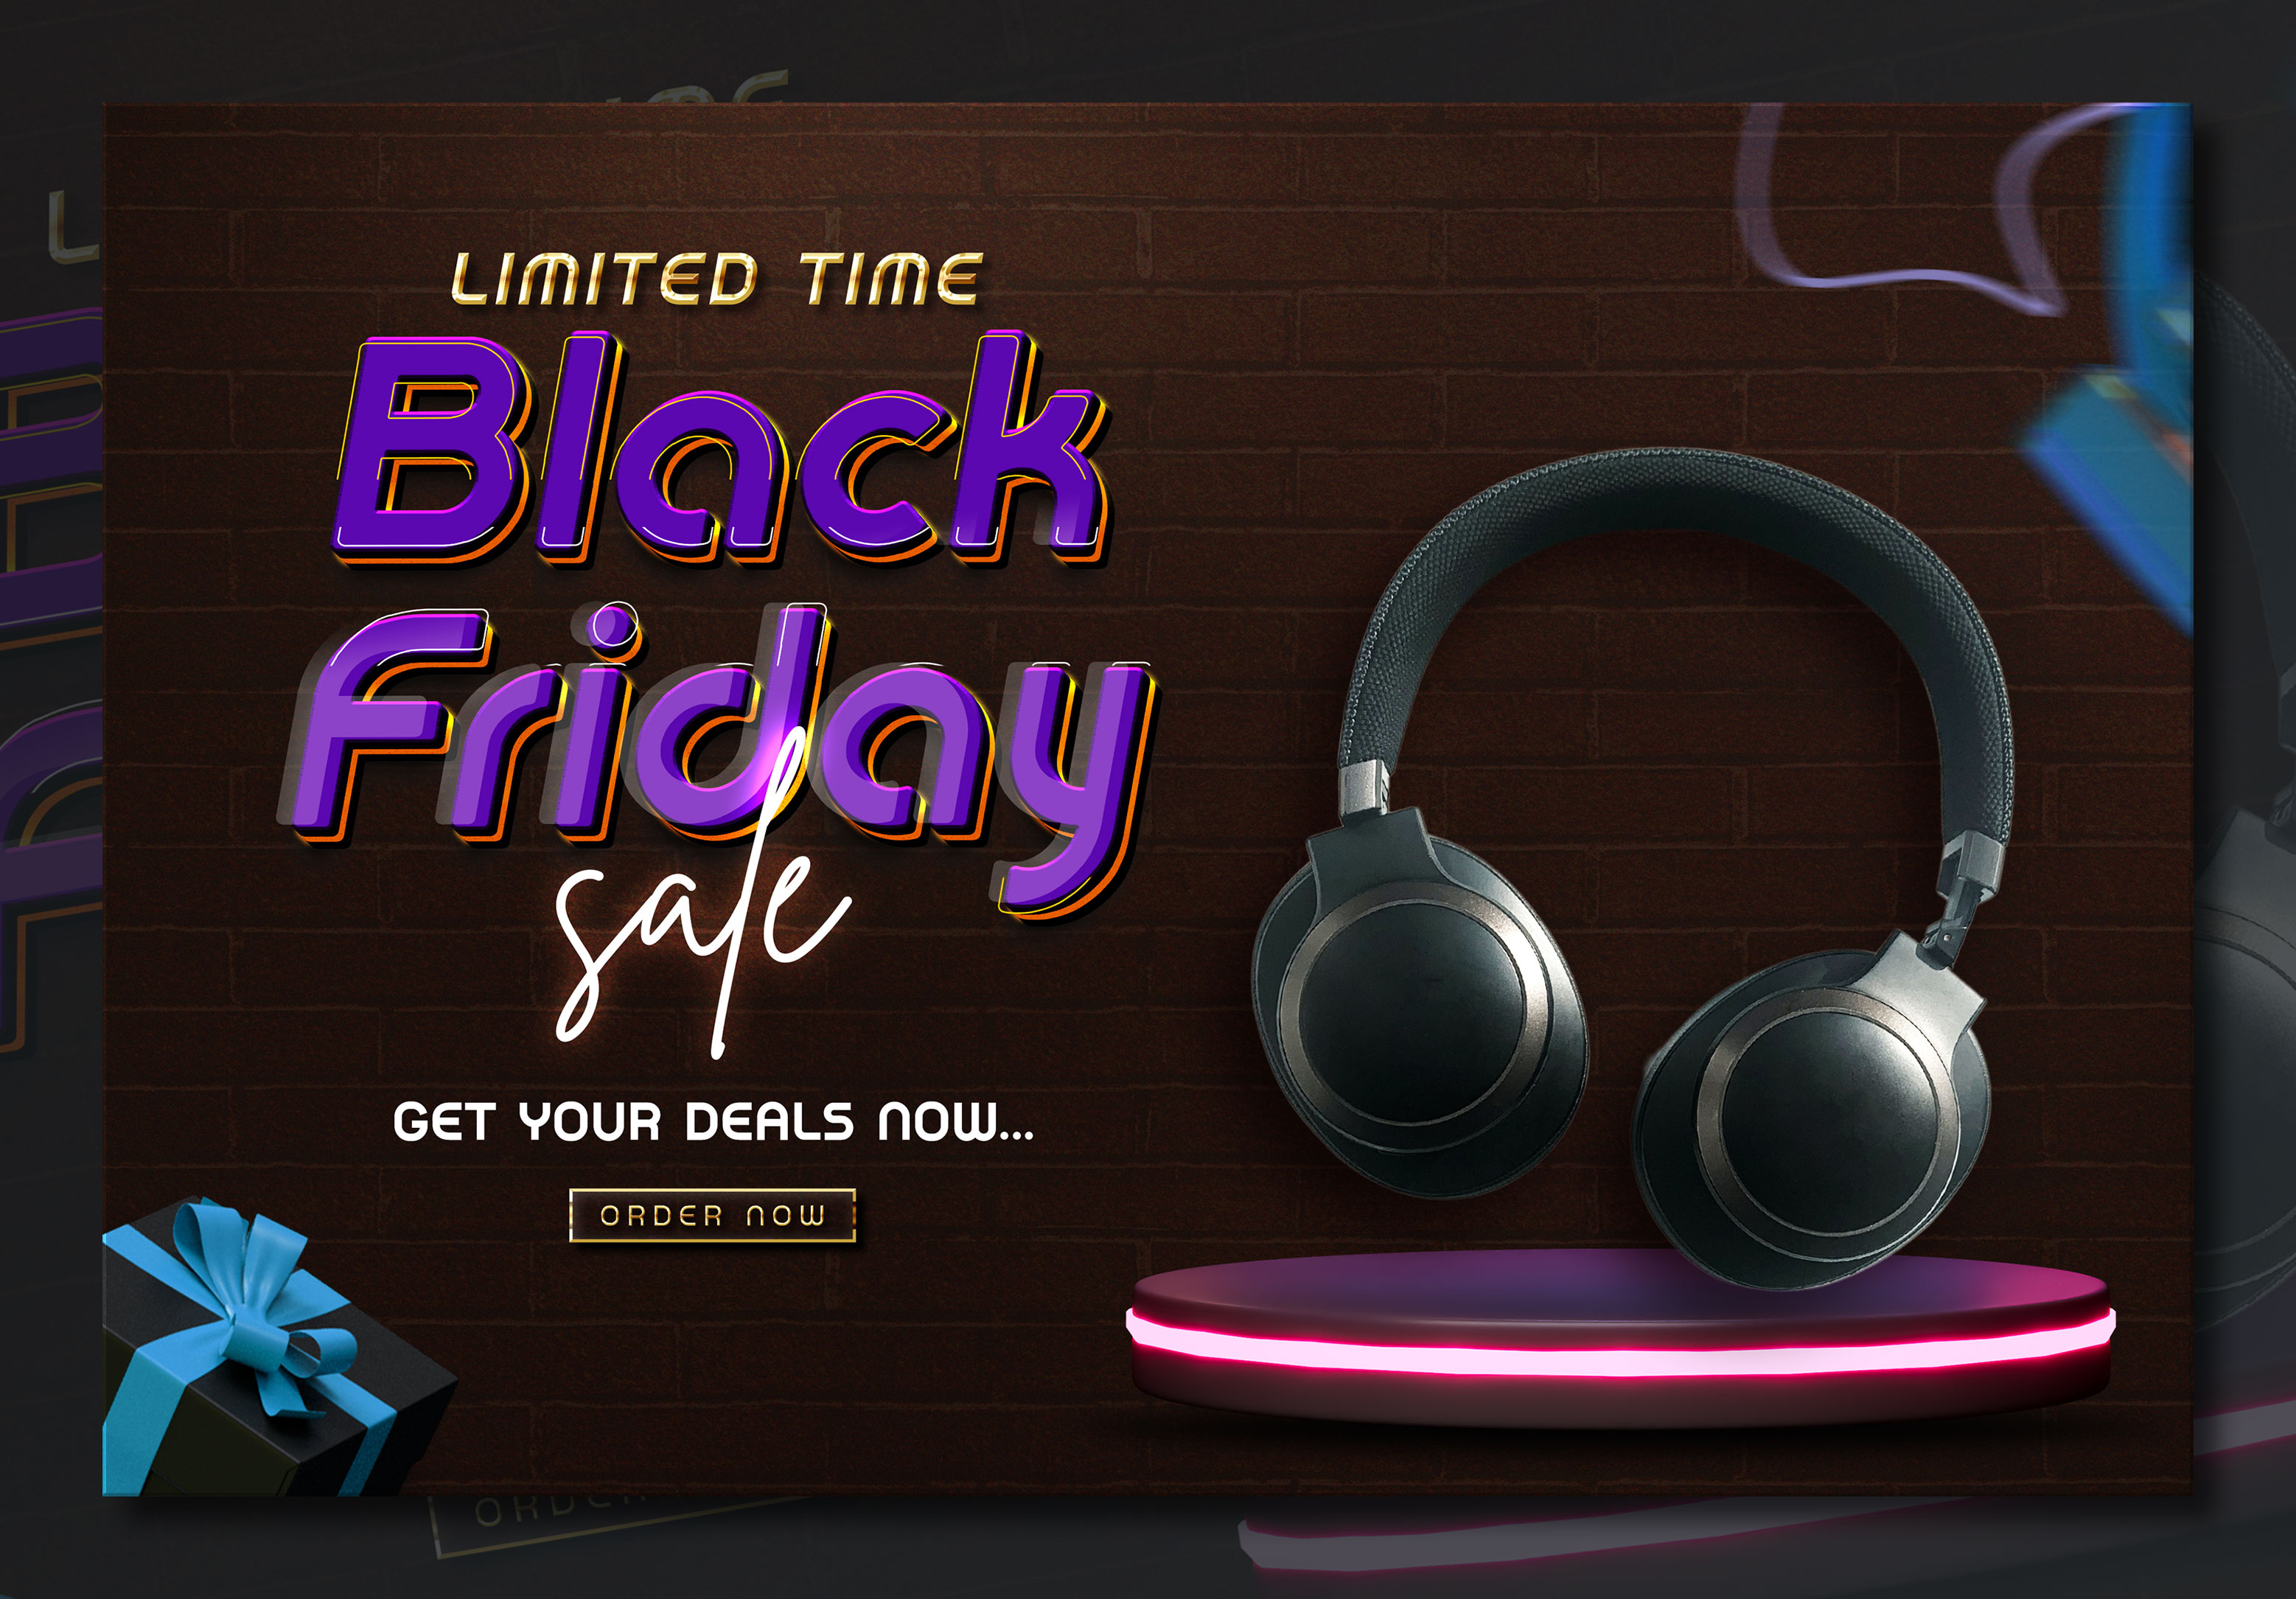 LIMITED TIME
Black
Friday
sale
GET YOUR DEALS NOW...
ORDER NOW